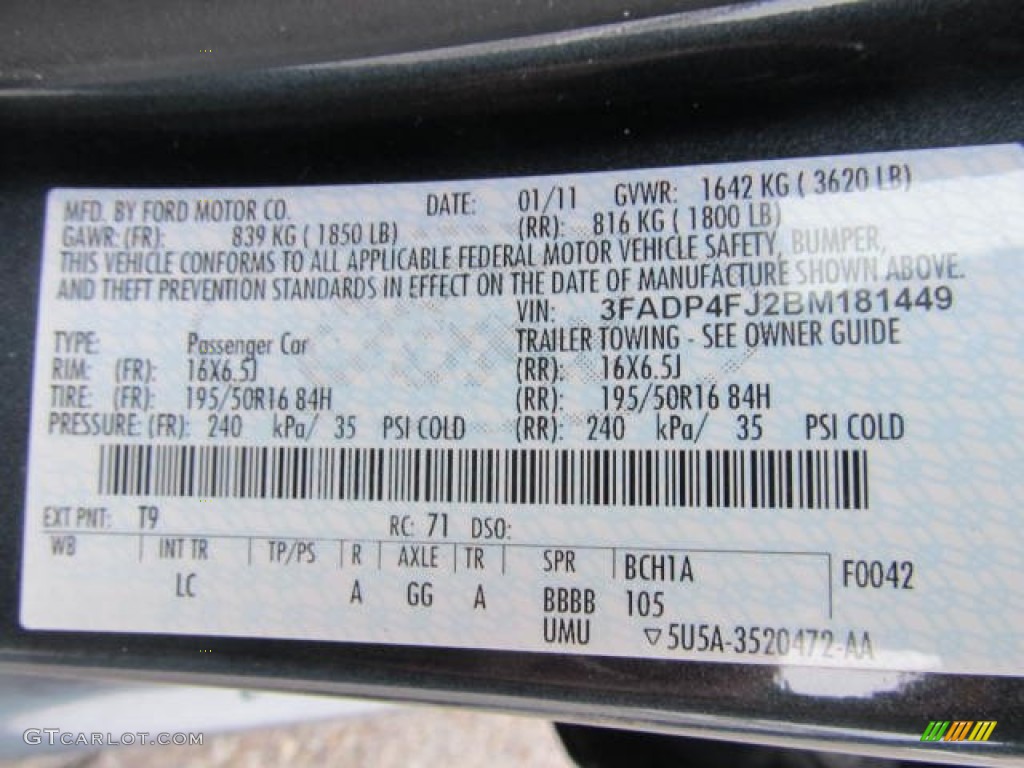 MFD. BY FORD MOTOR CO. DATE: 01/11 GVWR: 1642 KG ( 3620 LB)
GAWR: (FR): 839 KG ( 1850 LB) (RR): 816 KG ( 1800 LB)
THIS VEHICLE CONFORMS TO ALL APPLICABLE FEDERAL MOTOR VEHICLE SAFETY, BUMPER,
AND THEFT PREVENTION STANDARDS IN EFFECT ON THE DATE OF MANUFACTURE SHOWN ABOVE.
VIN: 3FADP4FJ2BM181449
TYPE: Passenger Car TRAILER TOWING - SEE OWNER GUIDE
RIM: (FR): 16X6.5J (RR): 16X6.5J
TIRE: (FR): 195/50R16 84H (RR): 195/50R16 84H
PRESSURE: (FR): 240 kPa/ 35 PSI COLD (RR): 240 kPa/ 35 PSI COLD
EXT PNT: T9 RC: 71 DSO:
WB INT TR TP/PS R AXLE TR SPR BCH1A F0042
LC A GG A BBBB 105
UMU ▽5U5A-3520472-AA
GTCARLOT.COM